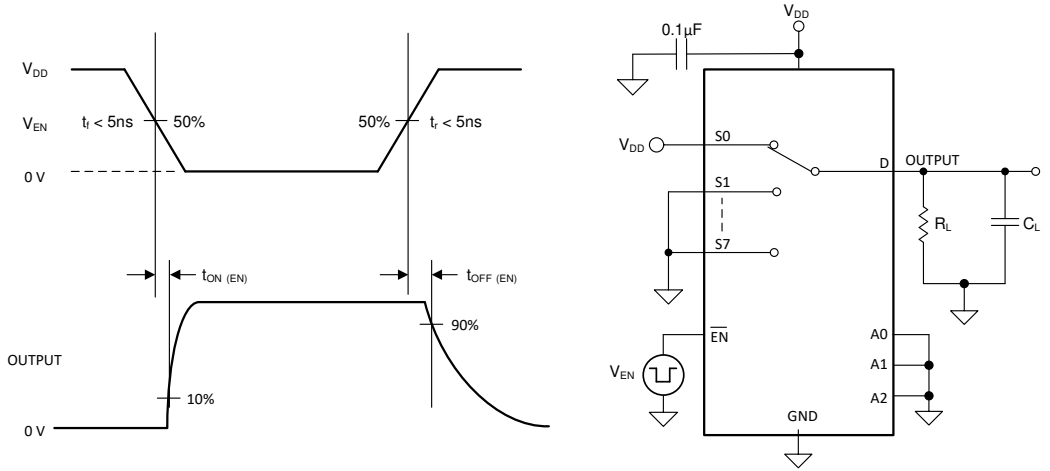 V_DD
V_EN
0 V
t_f < 5ns
50%
50%
t_r < 5ns
t_ON (EN)
t_OFF (EN)
90%
OUTPUT
10%
0 V
V_DD
0.1µF
V_DD
S0
S1
S7
D
OUTPUT
R_L
C_L
EN
V_EN
A0
A1
A2
GND